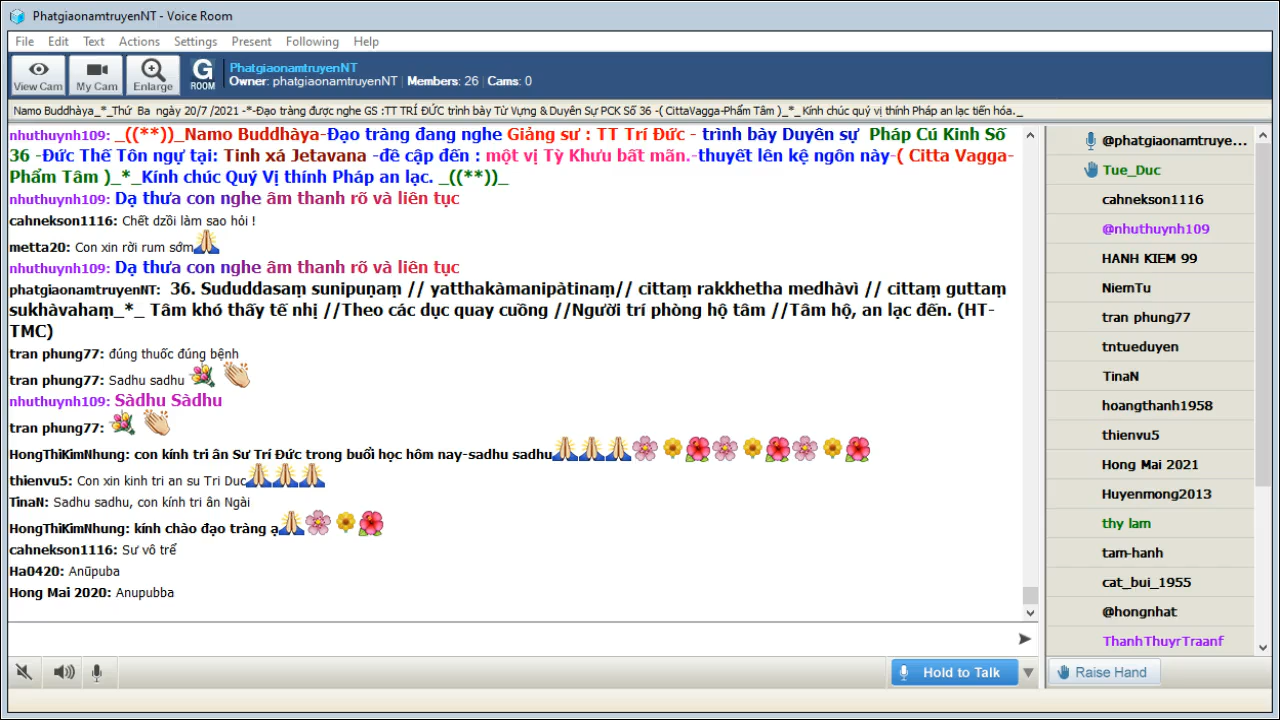 PhatgiaonamtruyenNT - Voice Room
File Edit Text Actions Settings Present Following Help
View Cam My Cam Enlarge G ROOM
PhatgiaonamtruyenNT
Owner: phatgiaonamtruyenNT | Members: 26 | Cams: 0
Namo Buddhàya_*_Thứ Ba ngày 20/7 /2021 -*-Đạo tràng được nghe GS :TT TRÍ ĐỨC trình bày Từ Vựng & Duyên Sự PCK Số 36 -( CittaVagga-Phẩm Tâm )_*_Kính chúc quý vị thính Pháp an lạc tiến hóa._
nhuthuynh109: _((**))_Namo Buddhàya-Đạo tràng đang nghe Giảng sư : TT Trí Đức - trình bày Duyên sự Pháp Cú Kinh Số
36 -Đức Thế Tôn ngự tại: Tinh xá Jetavana -đề cập đến : một vị Tỳ Khưu bất mãn.-thuyết lên kệ ngôn này-( Citta Vagga-
Phẩm Tâm )_*_Kính chúc Quý Vị thính Pháp an lạc. _((**))_
nhuthuynh109: Dạ thưa con nghe âm thanh rõ và liên tục
cahnekson1116: Chết dzồi làm sao hỏi !
metta20: Con xin rời rum sớm
nhuthuynh109: Dạ thưa con nghe âm thanh rõ và liên tục
phatgiaonamtruyenNT: 36. Sududdasaṃ sunipuṇaṃ // yatthakàmanipàtinaṃ// cittaṃ rakkhetha medhàvì // cittaṃ guttaṃ
sukhàvahaṃ_*_ Tâm khó thấy tế nhị //Theo các dục quay cuồng //Người trí phòng hộ tâm //Tâm hộ, an lạc đến. (HT-
TMC)
tran phung77: đúng thuốc đúng bệnh
tran phung77: Sadhu sadhu
nhuthuynh109: Sàdhu Sàdhu
tran phung77:
HongThiKimNhung: con kính tri ân Sư Trí Đức trong buổi học hôm nay-sadhu sadhu
thienvu5: Con xin kinh tri an su Tri Duc
TinaN: Sadhu sadhu, con kính tri ân Ngài
HongThiKimNhung: kính chào đạo tràng ạ
cahnekson1116: Sư vô trể
Ha0420: Anūpuba
Hong Mai 2020: Anupubba
@phatgiaonamtruye...
Tue_Duc
cahnekson1116
@nhuthuynh109
HANH KIEM 99
NiemTu
tran phung77
tntueduyen
TinaN
hoangthanh1958
thienvu5
Hong Mai 2021
Huyenmong2013
thy lam
tam-hanh
cat_bui_1955
@hongnhat
ThanhThuyrTraanf
Hold to Talk
Raise Hand